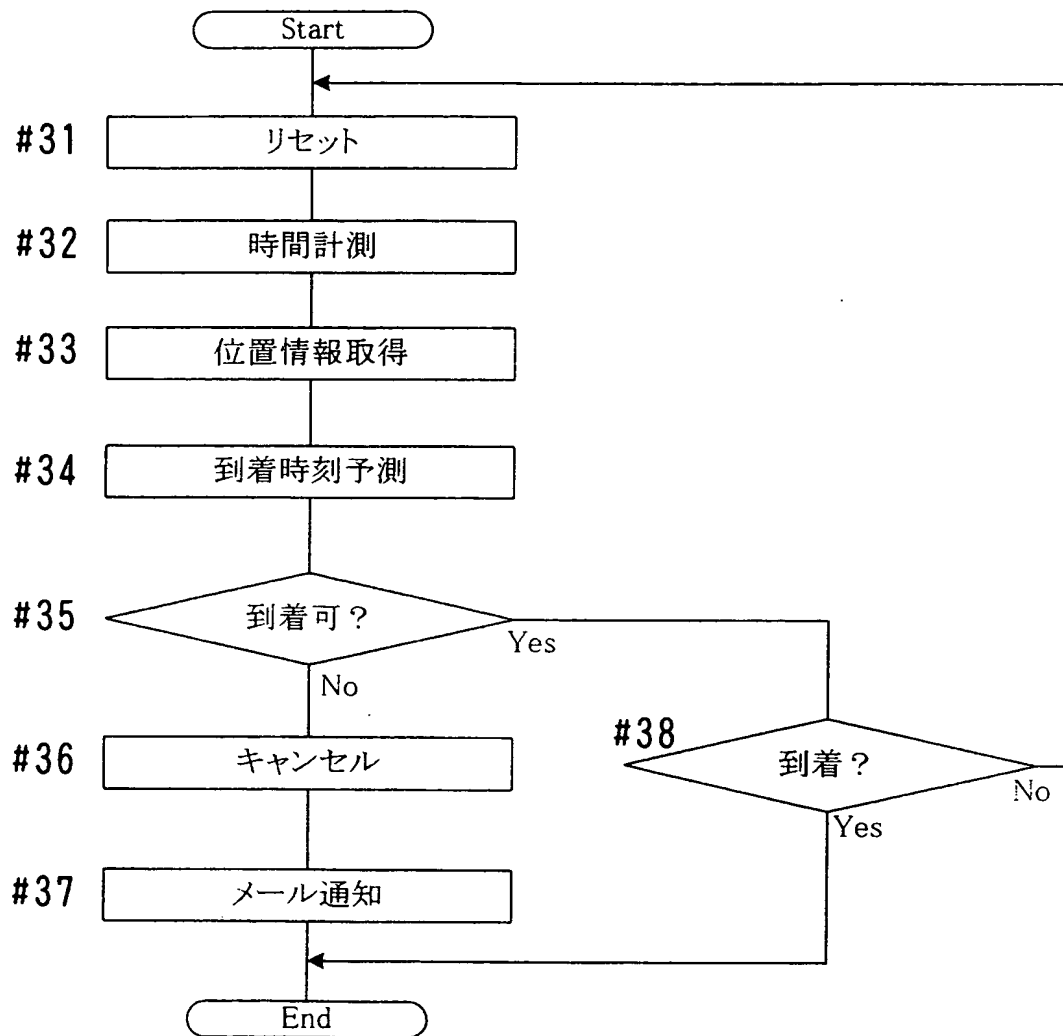 Start
#31 リセット
#32 時間計測
#33 位置情報取得
#34 到着時刻予測
#35 到着可?
Yes
No
#36 キャンセル
#38 到着?
No
Yes
#37 メール通知
End